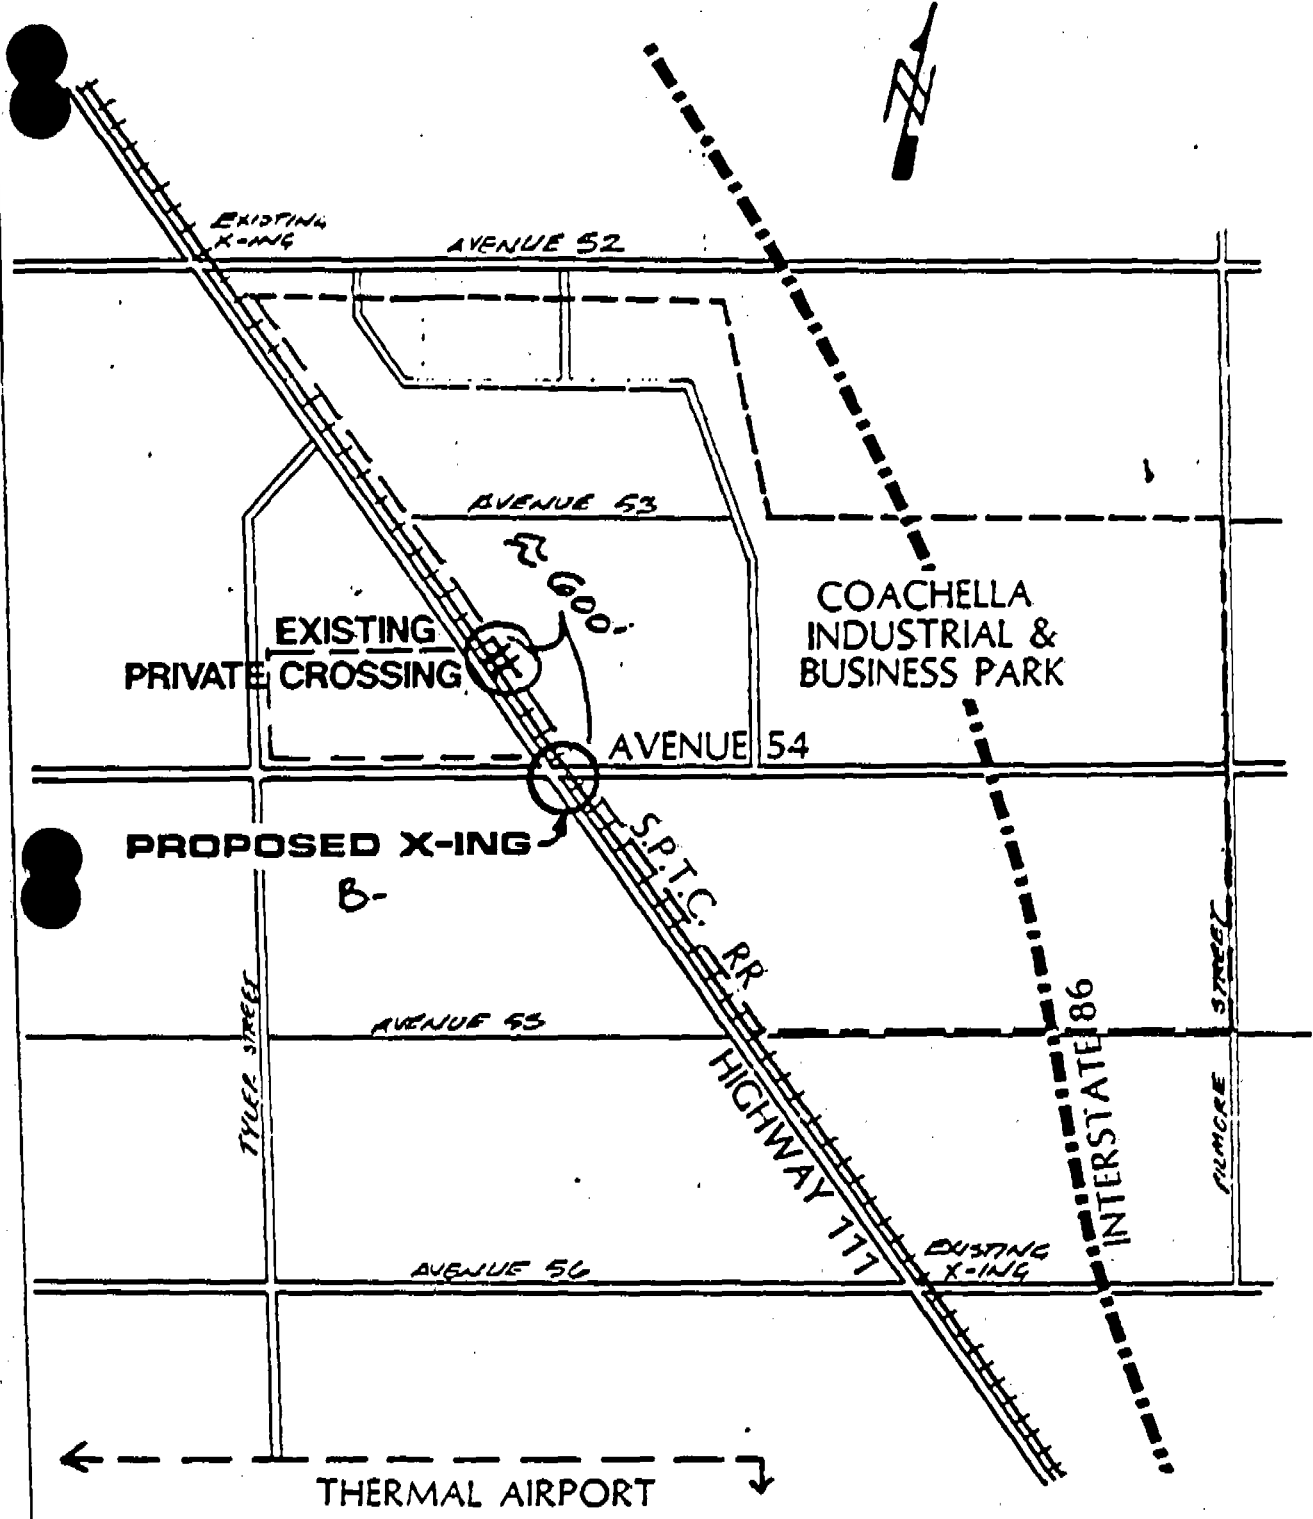 EXISTING
X-ING
AVENUE 52
AVENUE 53
600'
COACHELLA
INDUSTRIAL &
BUSINESS PARK
EXISTING
PRIVATE CROSSING
AVENUE 54
PROPOSED X-ING
B-
S.P.T.C. RR
TYLER STREET
AVENUE 55
HIGHWAY 111
INTERSTATE 86
FILMORE STREET
AVENUE 56
EXISTING
X-ING
THERMAL AIRPORT